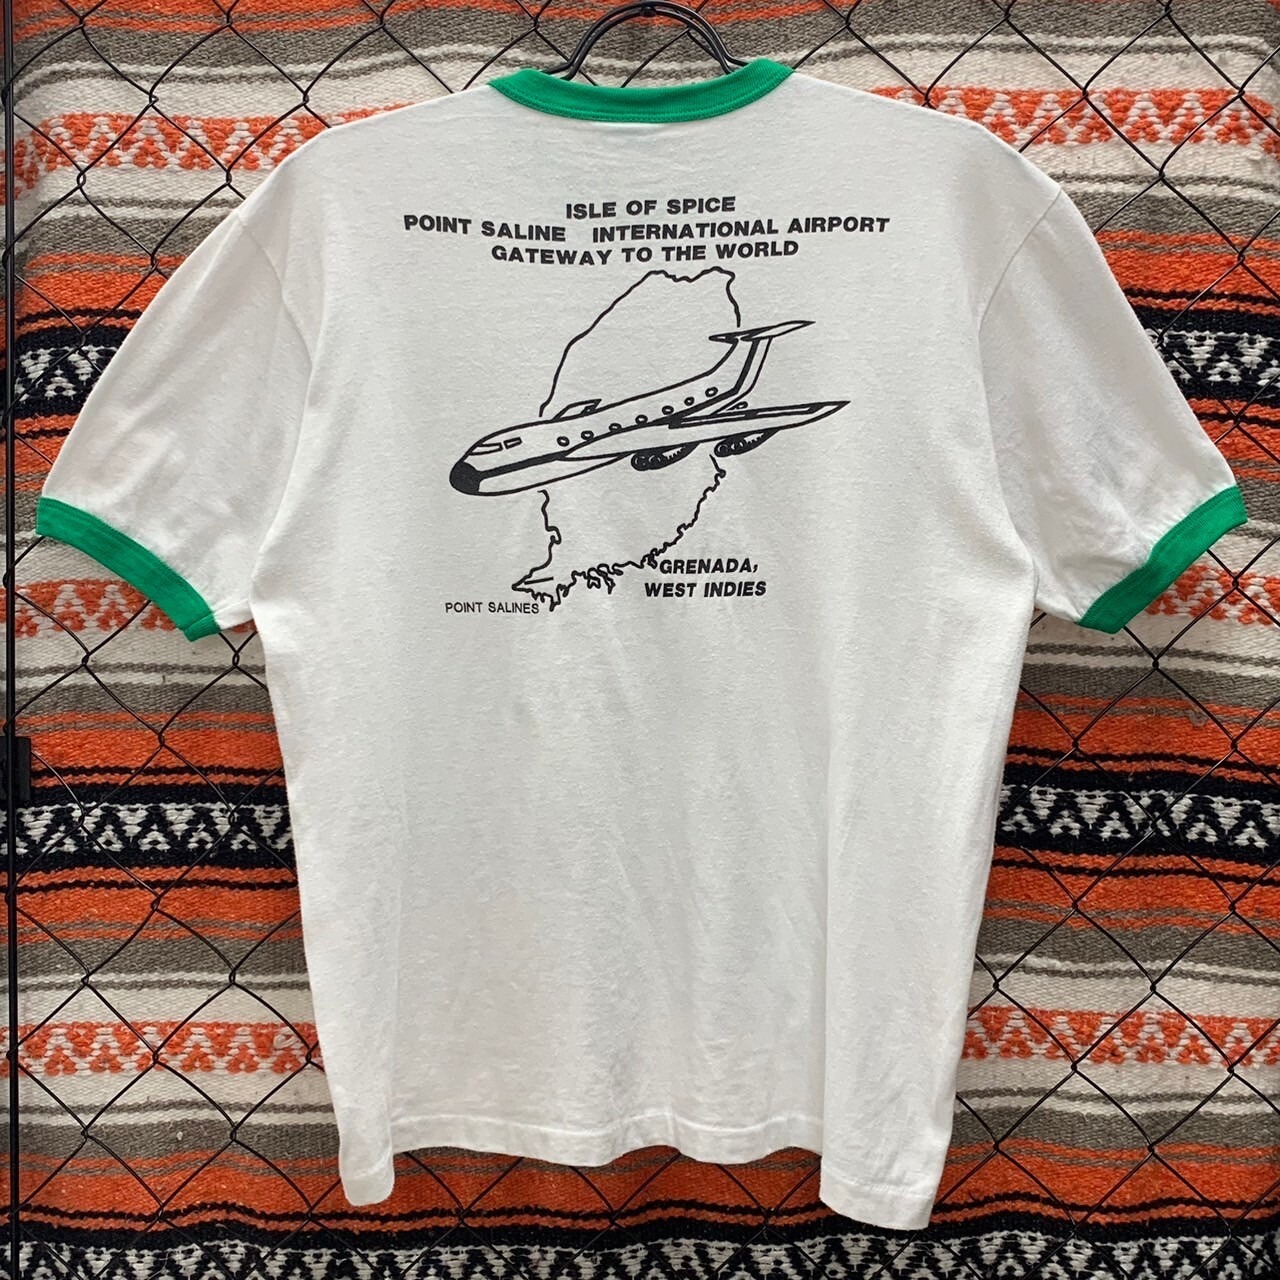 ISLE OF SPICE
POINT SALINE INTERNATIONAL AIRPORT
GATEWAY TO THE WORLD
GRENADA,
WEST INDIES
POINT SALINES